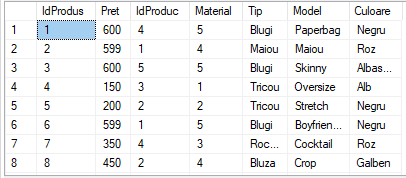 IdProdus Pret IdProduc Material Tip Model Culoare
1 1 600 4 5 Blugi Paperbag Negru
2 2 599 1 4 Maiou Maiou Roz
3 3 600 5 5 Blugi Skinny Albas...
4 4 150 3 1 Tricou Oversize Alb
5 5 200 2 2 Tricou Stretch Negru
6 6 599 1 5 Blugi Boyfrien... Negru
7 7 350 4 3 Roc... Cocktail Roz
8 8 450 2 4 Bluza Crop Galben